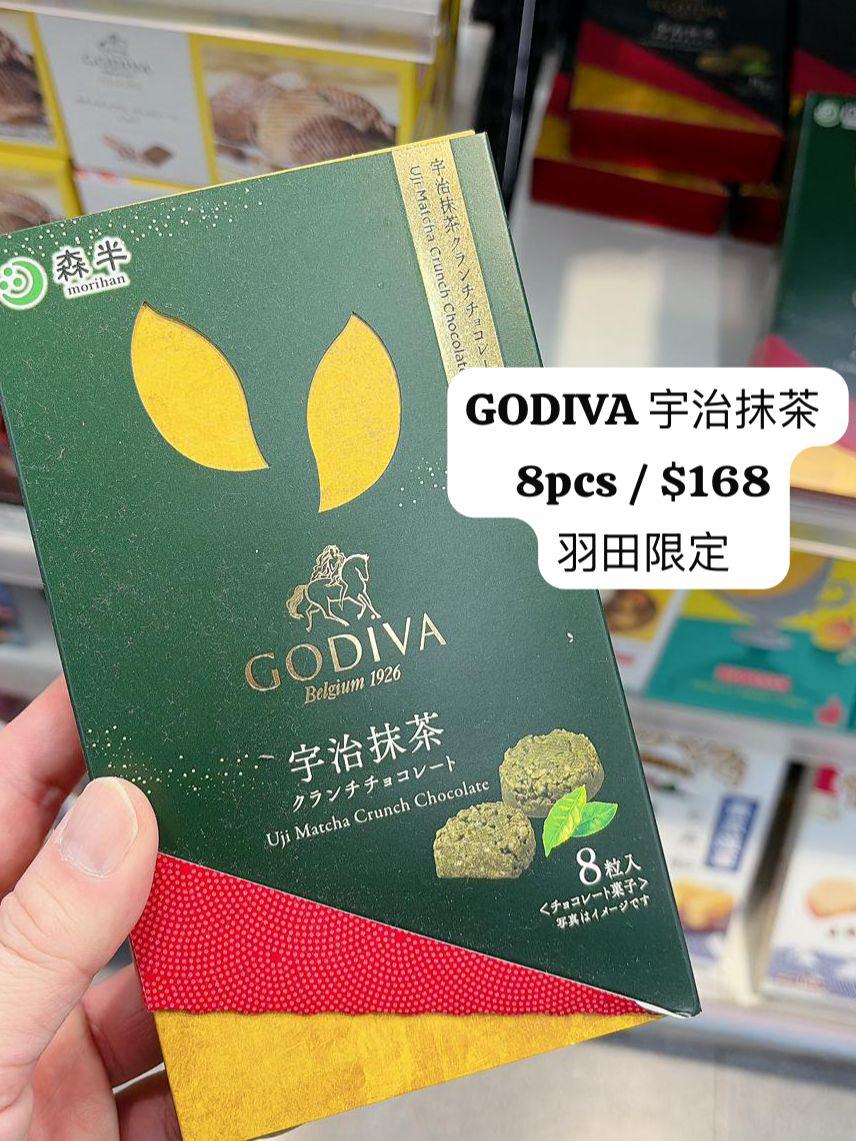 森半
morihan
宇治抹茶クランチチョコレー
Uji Matcha Crunch Chocolate
GODIVA 宇治抹茶
8pcs / $168
羽田限定
GODIVA
Belgium 1926
宇治抹茶
クランチチョコレート
Uji Matcha Crunch Chocolate
8粒入
<チョコレート菓子>
写真はイメージです
GODIVA